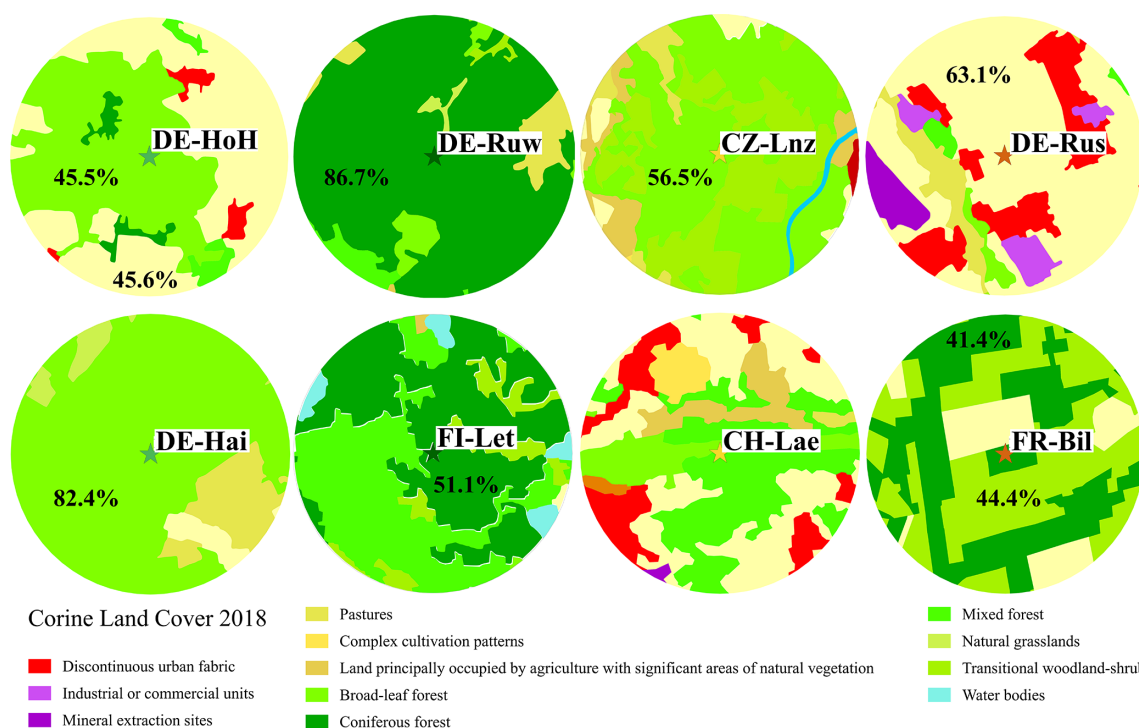 DE-HoH
45.5%
45.6%
DE-Ruw
86.7%
CZ-Lnz
56.5%
63.1%
DE-Rus
DE-Hai
82.4%
FI-Let
51.1%
CH-Lae
41.4%
FR-Bil
44.4%
Corine Land Cover 2018
Discontinuous urban fabric
Industrial or commercial units
Mineral extraction sites
Pastures
Complex cultivation patterns
Land principally occupied by agriculture with significant areas of natural vegetation
Broad-leaf forest
Coniferous forest
Mixed forest
Natural grasslands
Transitional woodland-shru
Water bodies